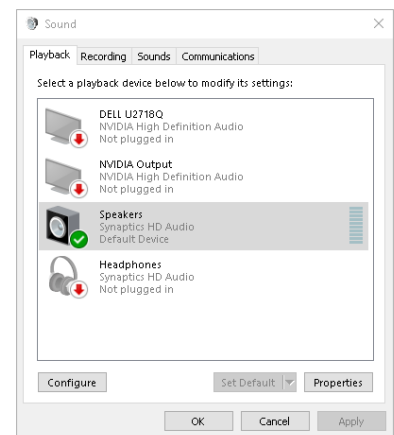 Sound
Playback Recording Sounds Communications
Select a playback device below to modify its settings:
DELL U2718Q
NVIDIA High Definition Audio
Not plugged in
NVIDIA Output
NVIDIA High Definition Audio
Not plugged in
Speakers
Synaptics HD Audio
Default Device
Headphones
Synaptics HD Audio
Not plugged in
Configure Set Default Properties
OK Cancel Apply